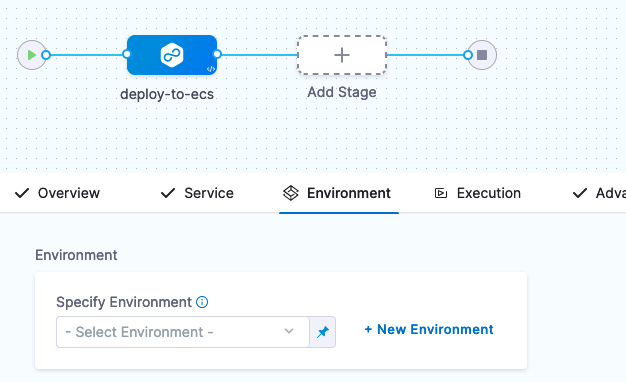 deploy-to-ecs
Add Stage
Overview
Service
Environment
Execution
Adva
Environment
Specify Environment
- Select Environment -
+ New Environment